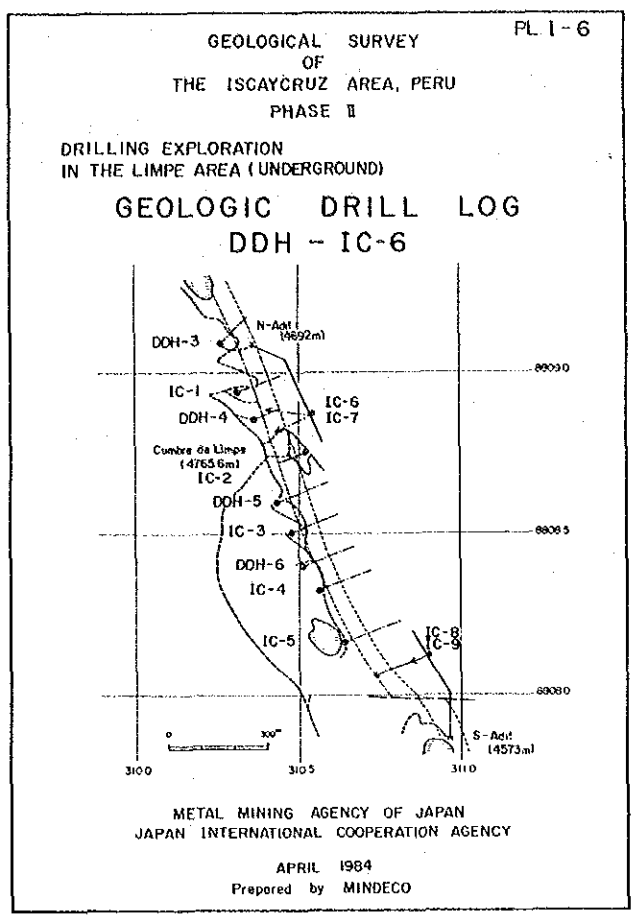 PL. I-6
GEOLOGICAL SURVEY
OF
THE ISCAYCRUZ AREA, PERU
PHASE II
DRILLING EXPLORATION
IN THE LIMPE AREA (UNDERGROUND)
GEOLOGIC DRILL LOG
DDH - IC-6
N-Adit
(4692m)
DDH-3
88090
IC-1
IC-6
DDH-4
IC-7
Cumbre de Limpe
(4765.6m)
IC-2
DDH-5
IC-3
88085
DDH-6
IC-4
IC-5
IC-8
IC-9
88080
0 300m
S-Adit
(4573m)
3100 3105 3110
METAL MINING AGENCY OF JAPAN
JAPAN INTERNATIONAL COOPERATION AGENCY
APRIL 1984
Prepared by MINDECO